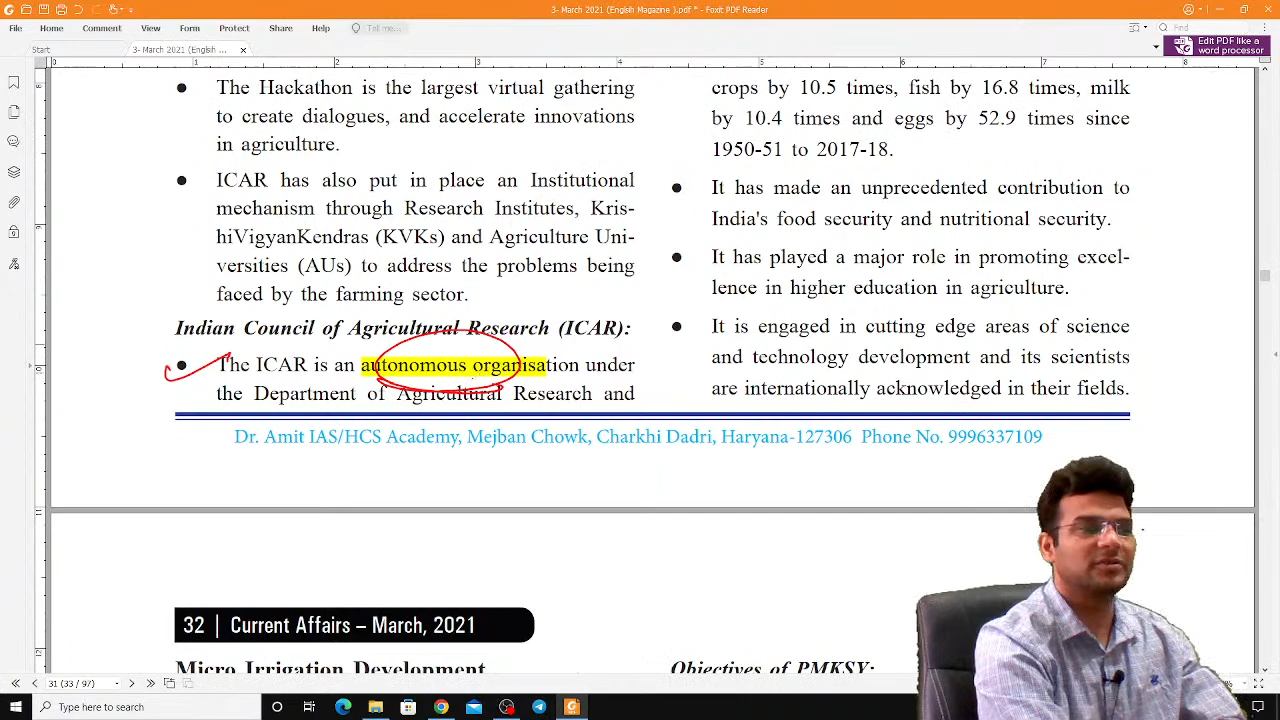 3- March 2021 (Englsih Magazine ).pdf * - Foxit PDF Reader
File Home Comment View Form Protect Share Help Tell me... Find
Start 3- March 2021 (English ... Edit PDF like a
word processor
● The Hackathon is the largest virtual gathering
to create dialogues, and accelerate innovations
in agriculture.
● ICAR has also put in place an Institutional
mechanism through Research Institutes, Kris-
hiVigyanKendras (KVKs) and Agriculture Uni-
versities (AUs) to address the problems being
faced by the farming sector.
Indian Council of Agricultural Research (ICAR):
● The ICAR is an autonomous organisation under
the Department of Agricultural Research and
crops by 10.5 times, fish by 16.8 times, milk
by 10.4 times and eggs by 52.9 times since
1950-51 to 2017-18.
● It has made an unprecedented contribution to
India's food security and nutritional security.
● It has played a major role in promoting excel-
lence in higher education in agriculture.
● It is engaged in cutting edge areas of science
and technology development and its scientists
are internationally acknowledged in their fields.
Dr. Amit IAS/HCS Academy, Mejban Chowk, Charkhi Dadri, Haryana-127306 Phone No. 9996337109
32 | Current Affairs – March, 2021
Micro Irrigation Development
Objectives of PMKSY:
31 (33 / 97)
Type here to search